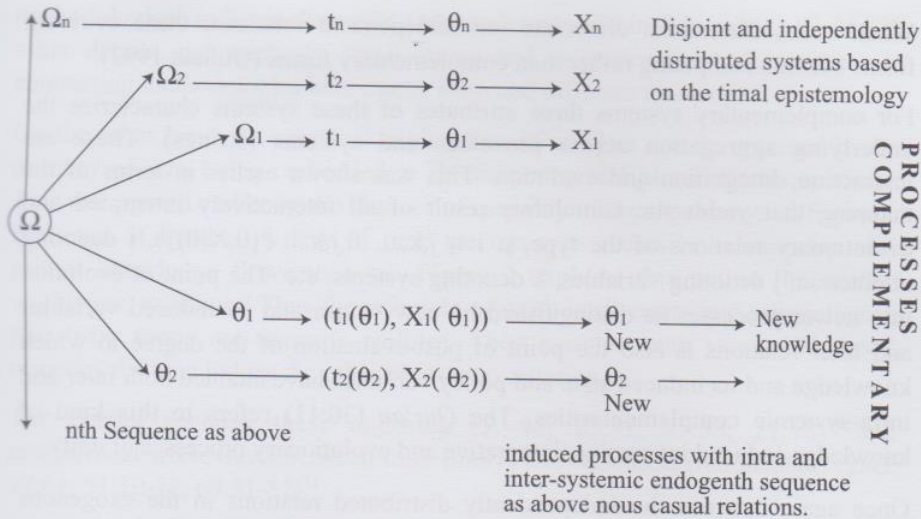 Ωn tn θn Xn
Disjoint and independently
distributed systems based
on the timal epistemology
Ω2 t2 θ2 X2
Ω1 t1 θ1 X1
Ω
θ1 (t1(θ1), X1( θ1)) θ1 New
New knowledge
θ2 (t2(θ2), X2( θ2)) θ2
New
nth Sequence as above
induced processes with intra and
inter-systemic endogenth sequence
as above nous casual relations.
COMPLEMENTARY
PROCESSES